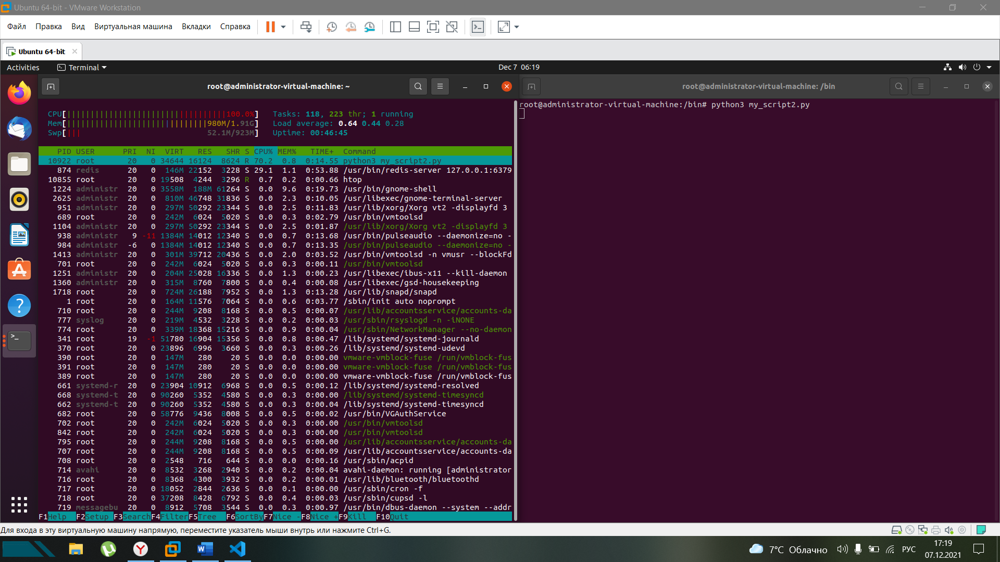 Ubuntu 64-bit - VMware Workstation
Файл Правка Вид Виртуальная машина Вкладки Справка
Ubuntu 64-bit
Activities Terminal Dec 7 06:19
root@administrator-virtual-machine: ~
root@administrator-virtual-machine: /bin
root@administrator-virtual-machine:/bin# python3 my_script2.py
CPU[||||||||||||||||||||||||||||||||||100.0%] Tasks: 118, 223 thr; 1 running
Mem[||||||||||||||||||||||||||||||980M/1.91G] Load average: 0.64 0.44 0.28
Swp[||| 52.1M/923M] Uptime: 00:46:45
PID USER PRI NI VIRT RES SHR S CPU% MEM% TIME+ Command
10922 root 20 0 34644 16124 8624 R 70.2 0.8 0:14.55 python3 my_script2.py
874 redis 20 0 146M 22152 3228 S 29.1 1.1 0:53.88 /usr/bin/redis-server 127.0.0.1:6379
10855 root 20 0 19508 4244 3296 R 0.7 0.2 0:00.66 htop
1224 administr 20 0 3558M 188M 61264 S 0.0 9.6 0:19.73 /usr/bin/gnome-shell
2625 administr 20 0 810M 46748 31836 S 0.0 2.3 0:10.05 /usr/libexec/gnome-terminal-server
951 administr 20 0 297M 50292 23344 S 0.0 2.5 0:11.83 /usr/lib/xorg/Xorg vt2 -displayfd 3
689 root 20 0 242M 6024 5020 S 0.0 0.3 0:02.79 /usr/bin/vmtoolsd
1104 administr 20 0 297M 50292 23344 S 0.0 2.5 0:01.87 /usr/lib/xorg/Xorg vt2 -displayfd 3
938 administr 9 -11 1384M 14012 12340 S 0.0 0.7 0:13.68 /usr/bin/pulseaudio --daemonize=no -
984 administr -6 0 1384M 14012 12340 S 0.0 0.7 0:13.35 /usr/bin/pulseaudio --daemonize=no -
1413 administr 20 0 301M 39712 20436 S 0.0 2.0 0:03.52 /usr/bin/vmtoolsd -n vmusr --blockFd
701 root 20 0 242M 6024 5020 S 0.0 0.3 0:00.11 /usr/bin/vmtoolsd
1251 administr 20 0 204M 25028 16336 S 0.0 1.3 0:00.23 /usr/libexec/ibus-x11 --kill-daemon
1360 administr 20 0 315M 8760 7800 S 0.0 0.4 0:00.08 /usr/libexec/gsd-housekeeping
1718 root 20 0 724M 26188 7952 S 0.0 1.3 0:13.28 /usr/lib/snapd/snapd
1 root 20 0 164M 11576 7064 S 0.0 0.6 0:03.77 /sbin/init auto noprompt
710 root 20 0 244M 9208 8168 S 0.0 0.5 0:00.07 /usr/lib/accountsservice/accounts-da
777 syslog 20 0 219M 4532 3228 S 0.0 0.2 0:00.03 /usr/sbin/rsyslogd -n -iNONE
774 root 20 0 339M 18368 15216 S 0.0 0.9 0:00.04 /usr/sbin/NetworkManager --no-daemon
341 root 19 -1 51780 16904 15356 S 0.0 0.8 0:00.47 /lib/systemd/systemd-journald
370 root 20 0 23896 6996 3660 S 0.0 0.3 0:00.26 /lib/systemd/systemd-udevd
390 root 20 0 147M 280 20 S 0.0 0.0 0:00.00 vmware-vmblock-fuse /run/vmblock-fus
391 root 20 0 147M 280 20 S 0.0 0.0 0:00.00 vmware-vmblock-fuse /run/vmblock-fus
389 root 20 0 147M 280 20 S 0.0 0.0 0:00.00 vmware-vmblock-fuse /run/vmblock-fus
661 systemd-r 20 0 23904 10912 6968 S 0.0 0.5 0:00.12 /lib/systemd/systemd-resolved
668 systemd-t 20 0 90260 5352 4580 S 0.0 0.3 0:00.00 /lib/systemd/systemd-timesyncd
662 systemd-t 20 0 90260 5352 4580 S 0.0 0.3 0:00.04 /lib/systemd/systemd-timesyncd
682 root 20 0 58776 9436 8008 S 0.0 0.5 0:00.02 /usr/bin/VGAuthService
702 root 20 0 242M 6024 5020 S 0.0 0.3 0:00.00 /usr/bin/vmtoolsd
842 root 20 0 242M 6024 5020 S 0.0 0.3 0:00.00 /usr/bin/vmtoolsd
795 root 20 0 244M 9208 8168 S 0.0 0.5 0:00.00 /usr/lib/accountsservice/accounts-da
707 root 20 0 244M 9208 8168 S 0.0 0.5 0:00.09 /usr/lib/accountsservice/accounts-da
708 root 20 0 2548 716 644 S 0.0 0.0 0:00.16 /usr/sbin/acpid
714 avahi 20 0 8532 3268 2940 S 0.0 0.2 0:00.04 avahi-daemon: running [administrator
716 root 20 0 8368 4300 3932 S 0.0 0.2 0:00.01 /usr/lib/bluetooth/bluetoothd
717 root 20 0 18052 2844 2636 S 0.0 0.1 0:00.00 /usr/sbin/cron -f
718 root 20 0 37208 8428 6792 S 0.0 0.4 0:00.03 /usr/sbin/cupsd -l
719 messagebu 20 0 8912 5708 3544 S 0.0 0.3 0:00.97 /usr/bin/dbus-daemon --system --addr
F1Help F2Setup F3SearchF4FilterF5Tree F6SortByF7Nice -F8Nice +F9Kill F10Quit
Для входа в эту виртуальную машину напрямую, переместите указатель мыши внутрь или нажмите Ctrl+G.
7°C Облачно РУС 17:19
07.12.2021